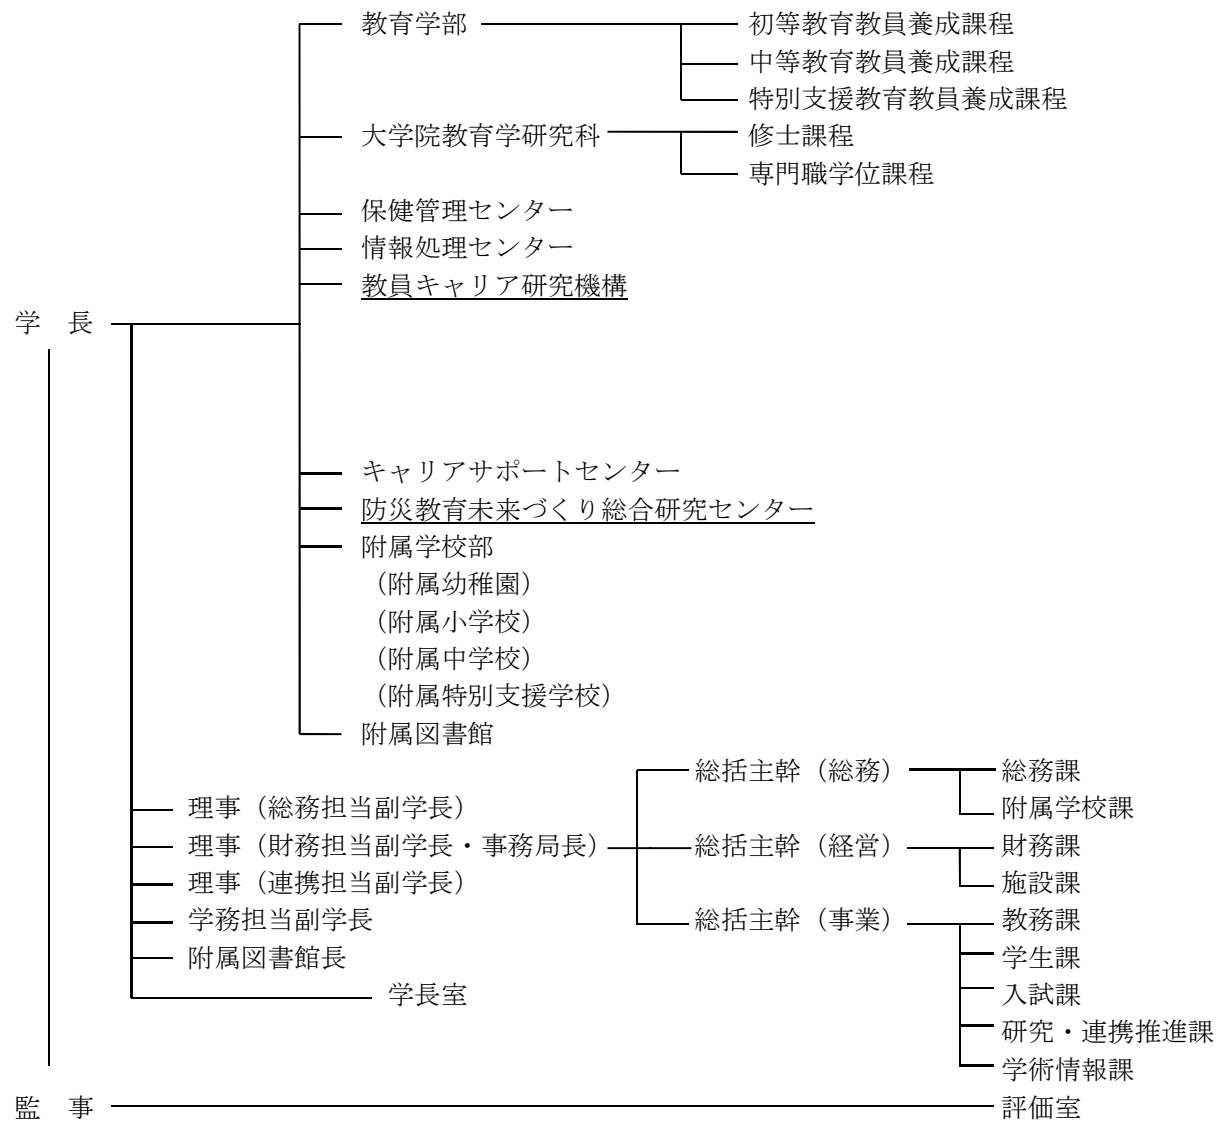 教育学部 初等教育教員養成課程
中等教育教員養成課程
特別支援教育教員養成課程
大学院教育学研究科 修士課程
専門職学位課程
保健管理センター
情報処理センター
教員キャリア研究機構
学　長
キャリアサポートセンター
防災教育未来づくり総合研究センター
附属学校部
（附属幼稚園）
（附属小学校）
（附属中学校）
（附属特別支援学校）
附属図書館
総括主幹（総務） 総務課
理事（総務担当副学長） 附属学校課
理事（財務担当副学長・事務局長） 総括主幹（経営） 財務課
理事（連携担当副学長） 施設課
学務担当副学長 総括主幹（事業） 教務課
附属図書館長 学生課
学長室 入試課
研究・連携推進課
学術情報課
監　事 評価室